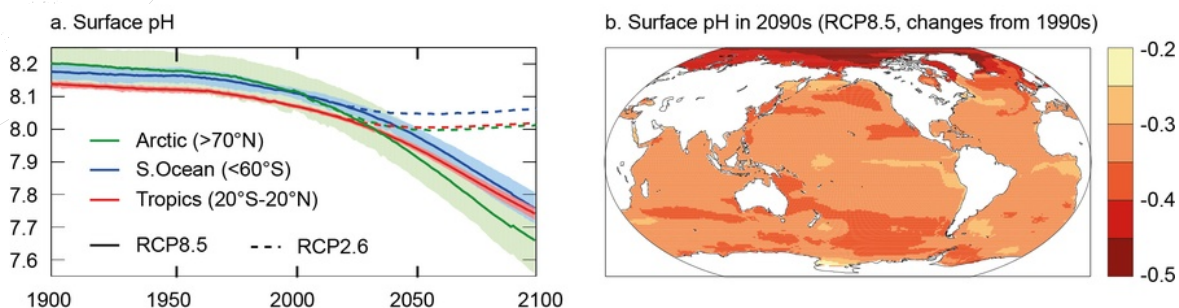 a. Surface pH
8.2
8.1
8.0
7.9
7.8
7.7
7.6
Arctic (>70°N)
S.Ocean (<60°S)
Tropics (20°S-20°N)
RCP8.5 RCP2.6
1900 1950 2000 2050 2100
b. Surface pH in 2090s (RCP8.5, changes from 1990s)
-0.2
-0.3
-0.4
-0.5